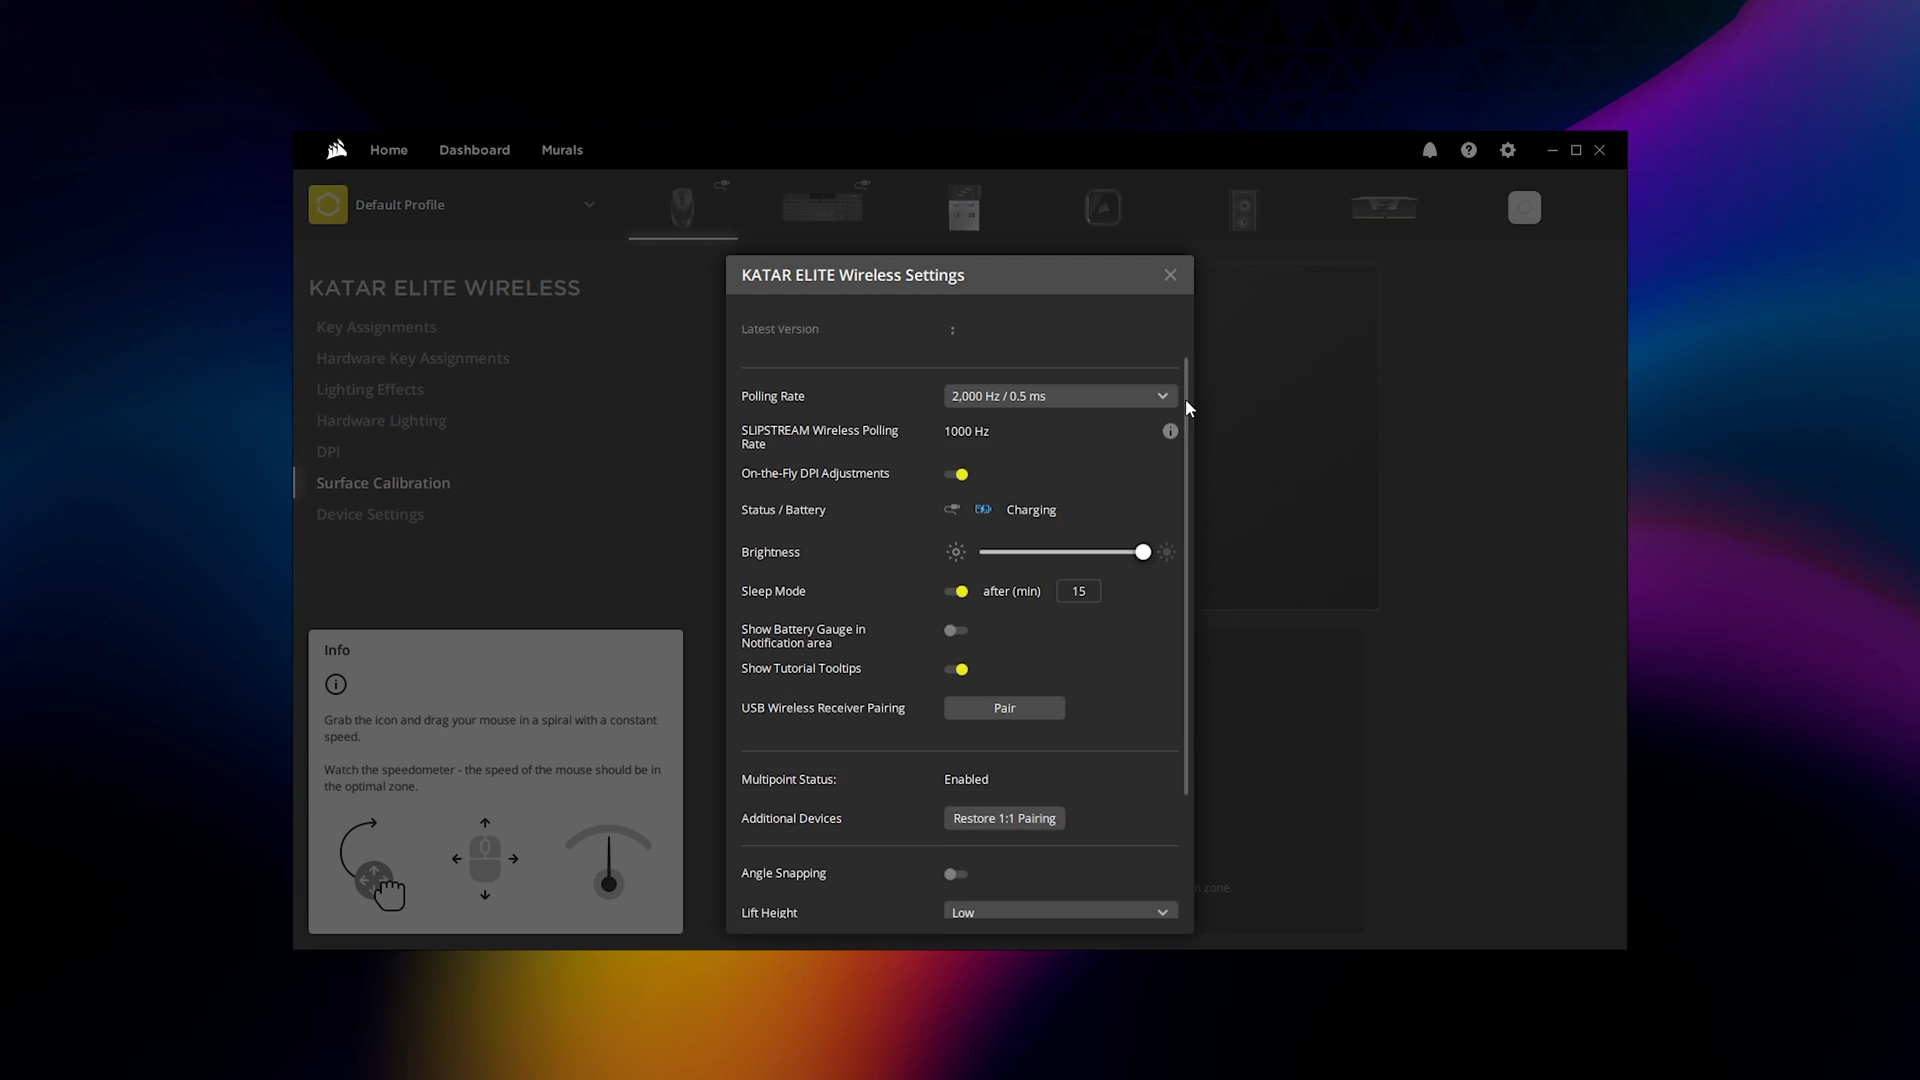 Home Dashboard Murals
Default Profile
KATAR ELITE WIRELESS
Key Assignments
Hardware Key Assignments
Lighting Effects
Hardware Lighting
DPI
Surface Calibration
Device Settings
Info
Grab the icon and drag your mouse in a spiral with a constant
speed.
Watch the speedometer - the speed of the mouse should be in
the optimal zone.
KATAR ELITE Wireless Settings
Latest Version :
Polling Rate 2,000 Hz / 0.5 ms
SLIPSTREAM Wireless Polling
Rate 1000 Hz
On-the-Fly DPI Adjustments
Status / Battery Charging
Brightness
Sleep Mode after (min) 15
Show Battery Gauge in
Notification area
Show Tutorial Tooltips
USB Wireless Receiver Pairing Pair
Multipoint Status: Enabled
Additional Devices Restore 1:1 Pairing
Angle Snapping
Lift Height Low
n zone.